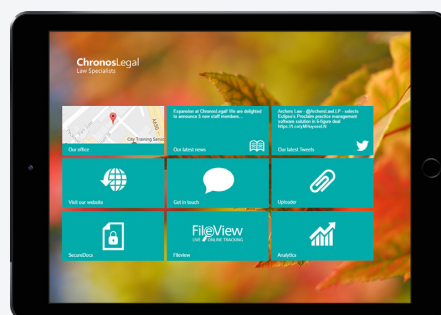 ChronosLegal
Law Specialists
A430
City Training Servic
Our office
Expansion at ChronosLegal! We are delighted
to announce 5 new staff members...
Our latest news
Archers Law - @ArchersLawLLP - selects
Eclipse's Proclaim practice management
software solution in 6-figure deal
Our latest Tweets
Visit our website
Get in touch
Uploader
SecureDocs
FileView
LIVE ONLINE TRACKING
Fileview
Analytics